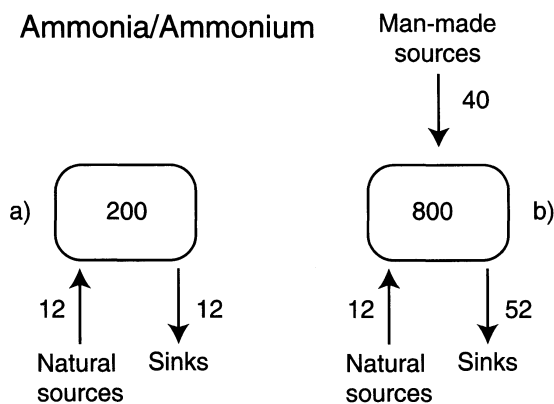 Ammonia/Ammonium
Man-made
sources
40
a)
200
12
12
Natural
sources
Sinks
800
b)
12
52
Natural
sources
Sinks